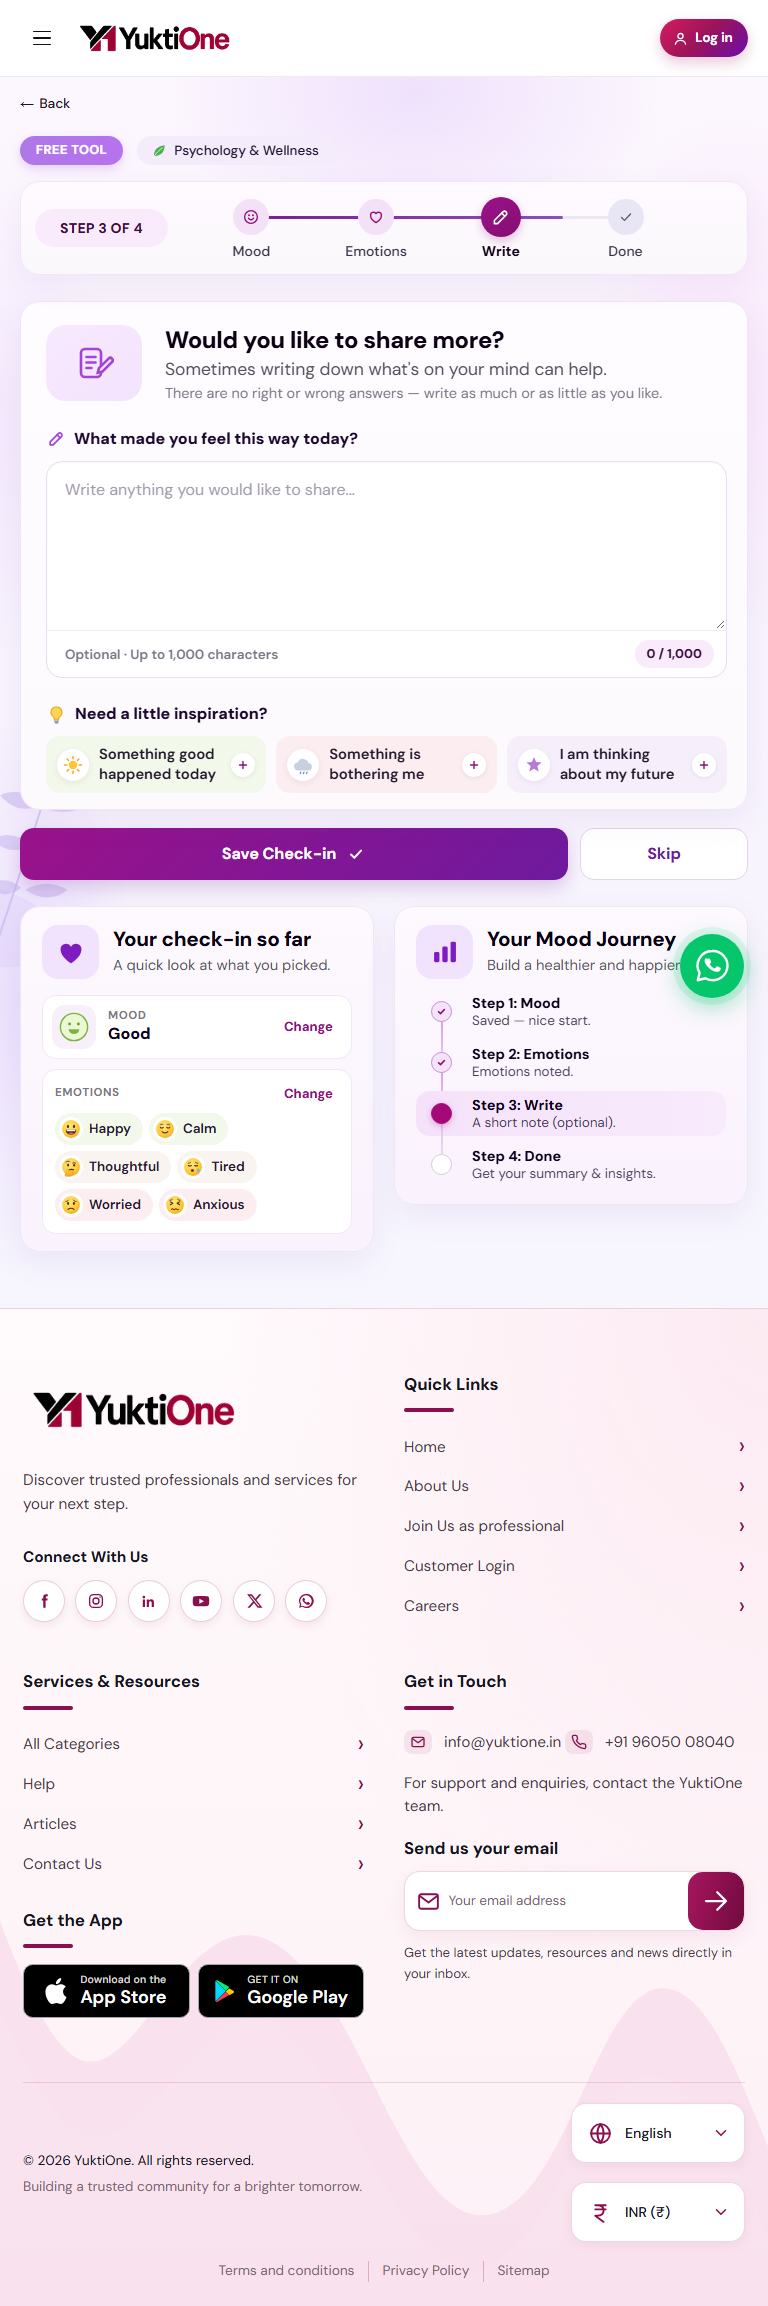 YuktiOne
Log in
← Back
FREE TOOL
Psychology & Wellness
STEP 3 OF 4
Mood
Emotions
Write
Done
Would you like to share more?
Sometimes writing down what's on your mind can help.
There are no right or wrong answers — write as much or as little as you like.
What made you feel this way today?
Write anything you would like to share...
Optional · Up to 1,000 characters
0 / 1,000
Need a little inspiration?
Something good
happened today
+
Something is
bothering me
+
I am thinking
about my future
+
Save Check-in
Skip
Your check-in so far
A quick look at what you picked.
MOOD
Good
Change
EMOTIONS
Change
Happy
Calm
Thoughtful
Tired
Worried
Anxious
Your Mood Journey
Build a healthier and happier
Step 1: Mood
Saved — nice start.
Step 2: Emotions
Emotions noted.
Step 3: Write
A short note (optional).
Step 4: Done
Get your summary & insights.
YuktiOne
Discover trusted professionals and services for
your next step.
Connect With Us
Quick Links
Home
About Us
Join Us as professional
Customer Login
Careers
Services & Resources
All Categories
Help
Articles
Contact Us
Get the App
Download on the
App Store
GET IT ON
Google Play
Get in Touch
info@yuktione.in
+91 96050 08040
For support and enquiries, contact the YuktiOne
team.
Send us your email
Your email address
Get the latest updates, resources and news directly in
your inbox.
© 2026 YuktiOne. All rights reserved.
Building a trusted community for a brighter tomorrow.
English
₹ INR (₹)
Terms and conditions
Privacy Policy
Sitemap